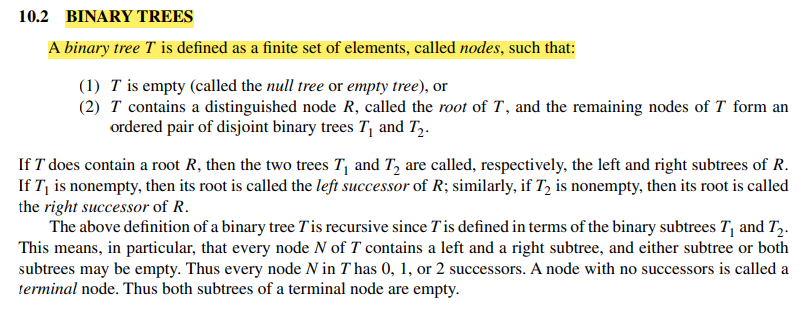 10.2 BINARY TREES
A binary tree T is defined as a finite set of elements, called nodes, such that:
(1) T is empty (called the null tree or empty tree), or
(2) T contains a distinguished node R, called the root of T, and the remaining nodes of T form an
ordered pair of disjoint binary trees T₁ and T₂.
If T does contain a root R, then the two trees T₁ and T₂ are called, respectively, the left and right subtrees of R.
If T₁ is nonempty, then its root is called the left successor of R; similarly, if T₂ is nonempty, then its root is called
the right successor of R.
The above definition of a binary tree T is recursive since T is defined in terms of the binary subtrees T₁ and T₂.
This means, in particular, that every node N of T contains a left and a right subtree, and either subtree or both
subtrees may be empty. Thus every node N in T has 0, 1, or 2 successors. A node with no successors is called a
terminal node. Thus both subtrees of a terminal node are empty.